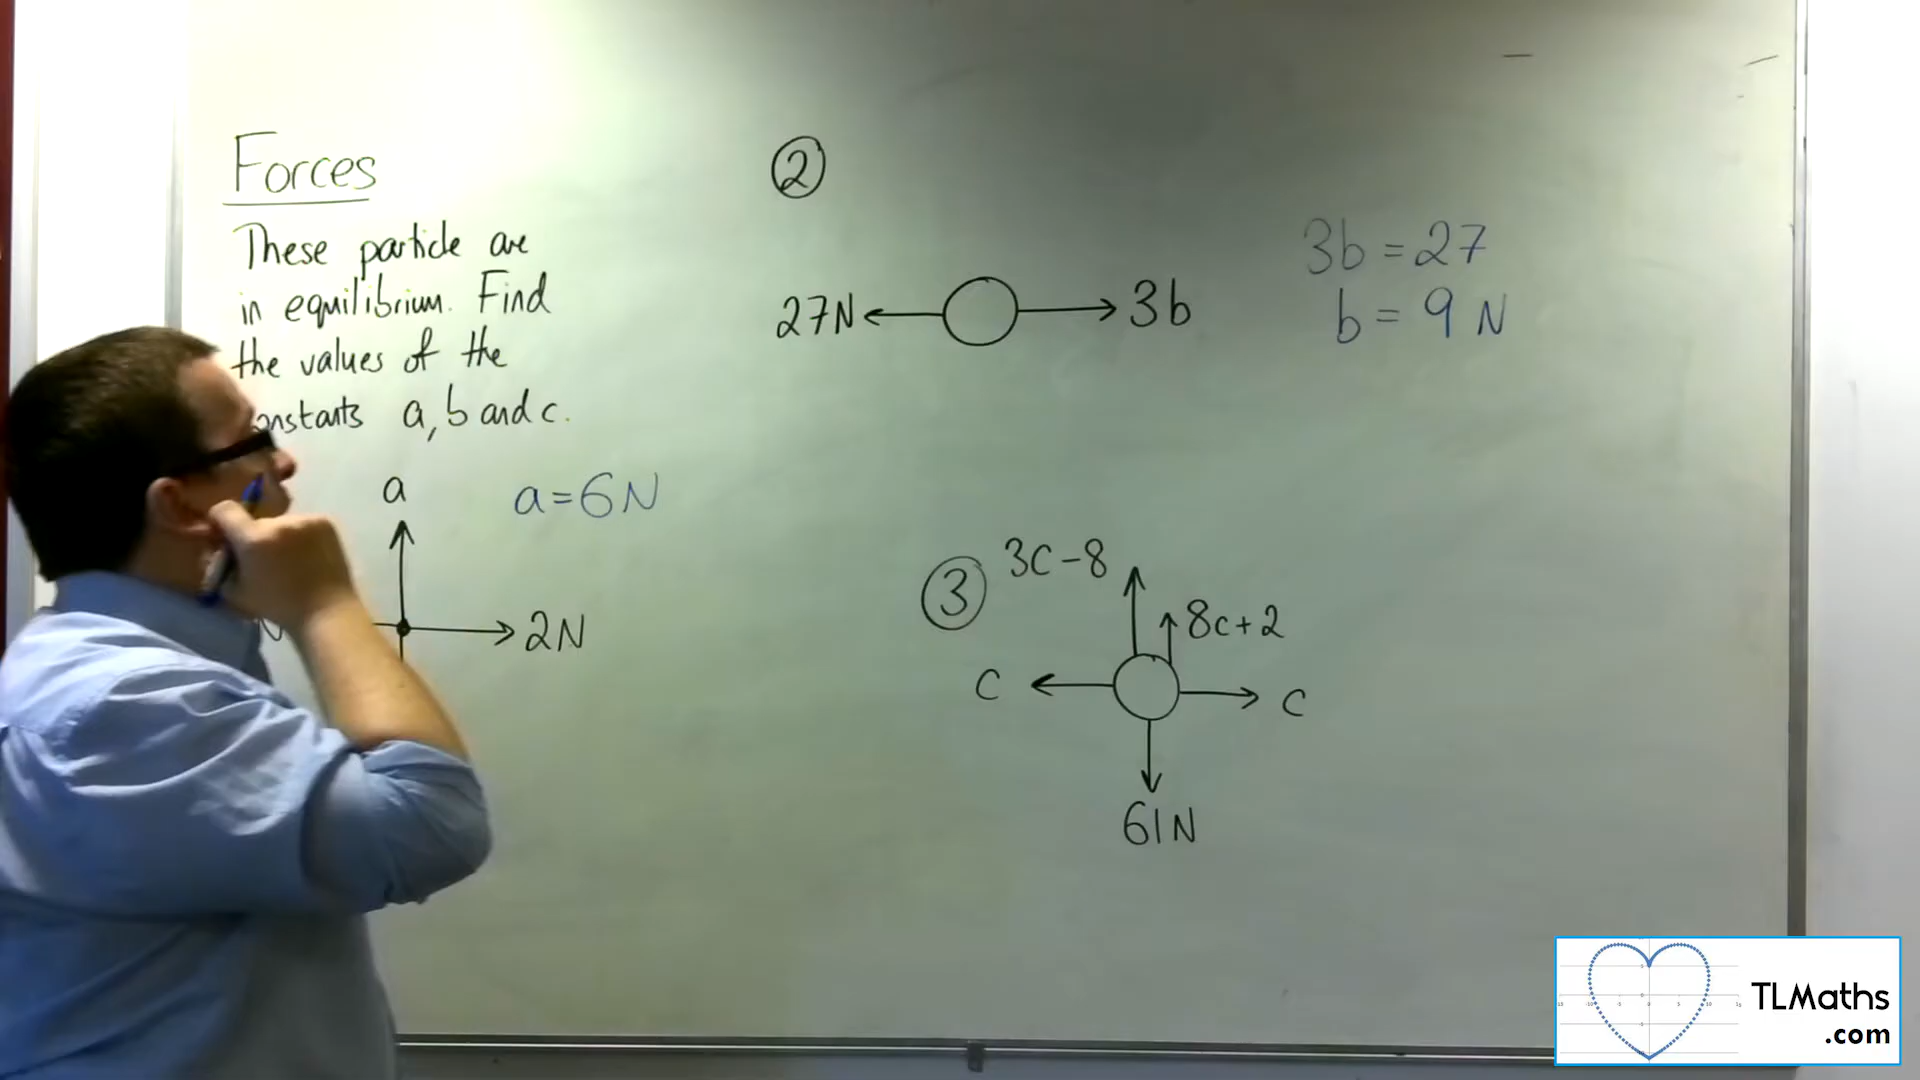 Forces
These particle are
in equilibrium. Find
the values of the
onstants a, b and c.
a
a=6N
2N
②
27N
3b
3b=27
b=9N
③
3c-8
8c+2
c
c
61N
TLMaths
.com